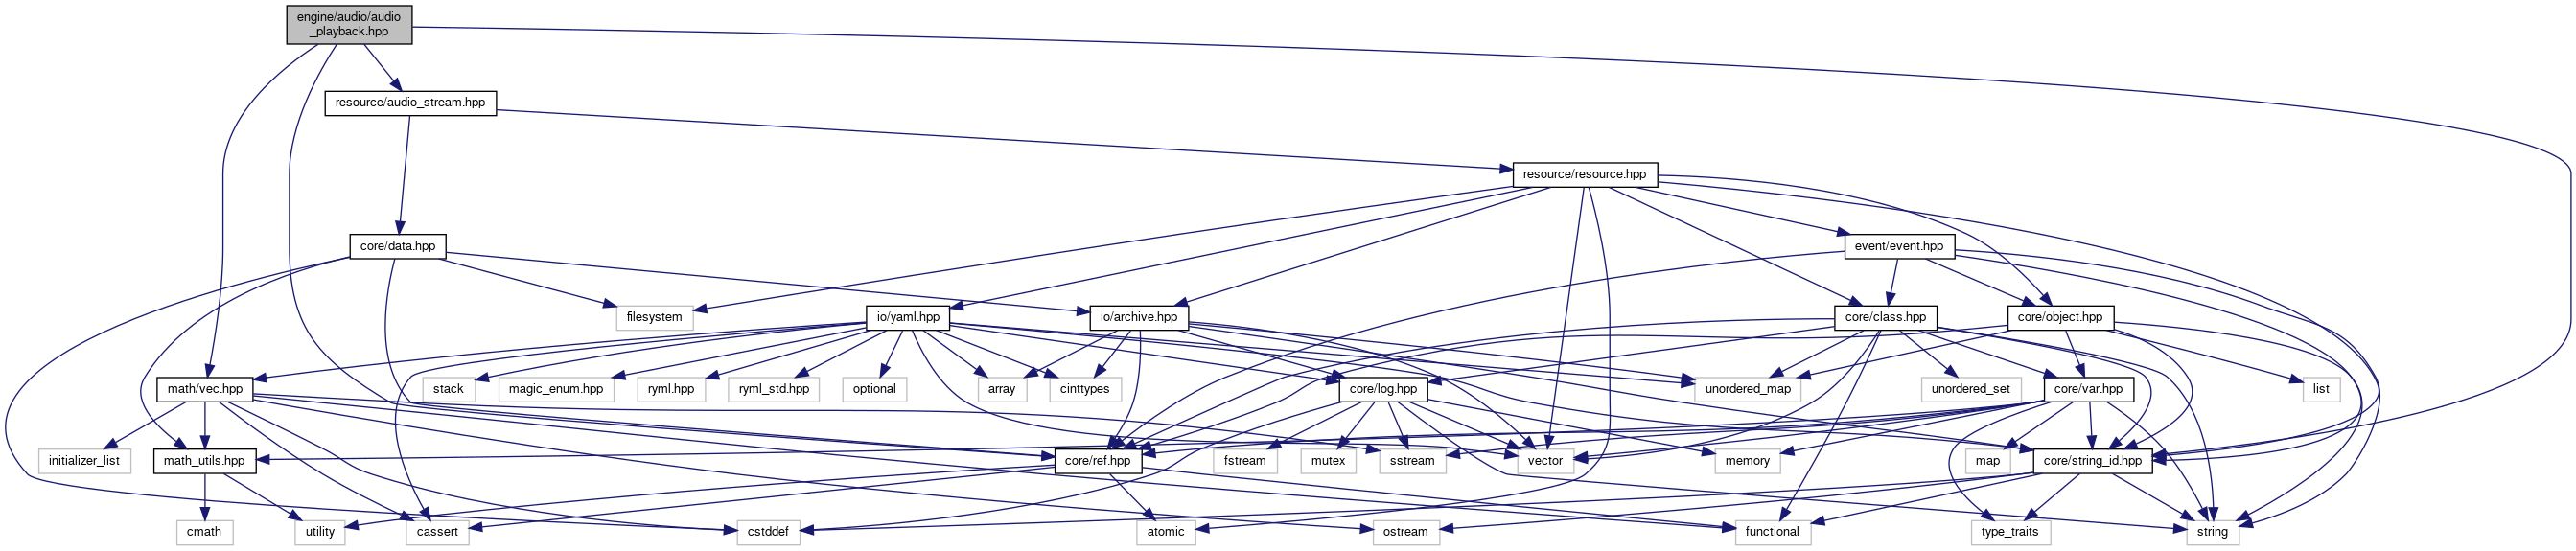 engine/audio/audio
_playback.hpp
resource/audio_stream.hpp
resource/resource.hpp
core/data.hpp
event/event.hpp
filesystem
io/yaml.hpp
io/archive.hpp
core/class.hpp
core/object.hpp
math/vec.hpp
stack
magic_enum.hpp
ryml.hpp
ryml_std.hpp
optional
array
cinttypes
core/log.hpp
unordered_map
unordered_set
core/var.hpp
list
initializer_list
math_utils.hpp
core/ref.hpp
fstream
mutex
sstream
vector
memory
map
core/string_id.hpp
cmath
utility
cassert
cstddef
atomic
ostream
functional
type_traits
string